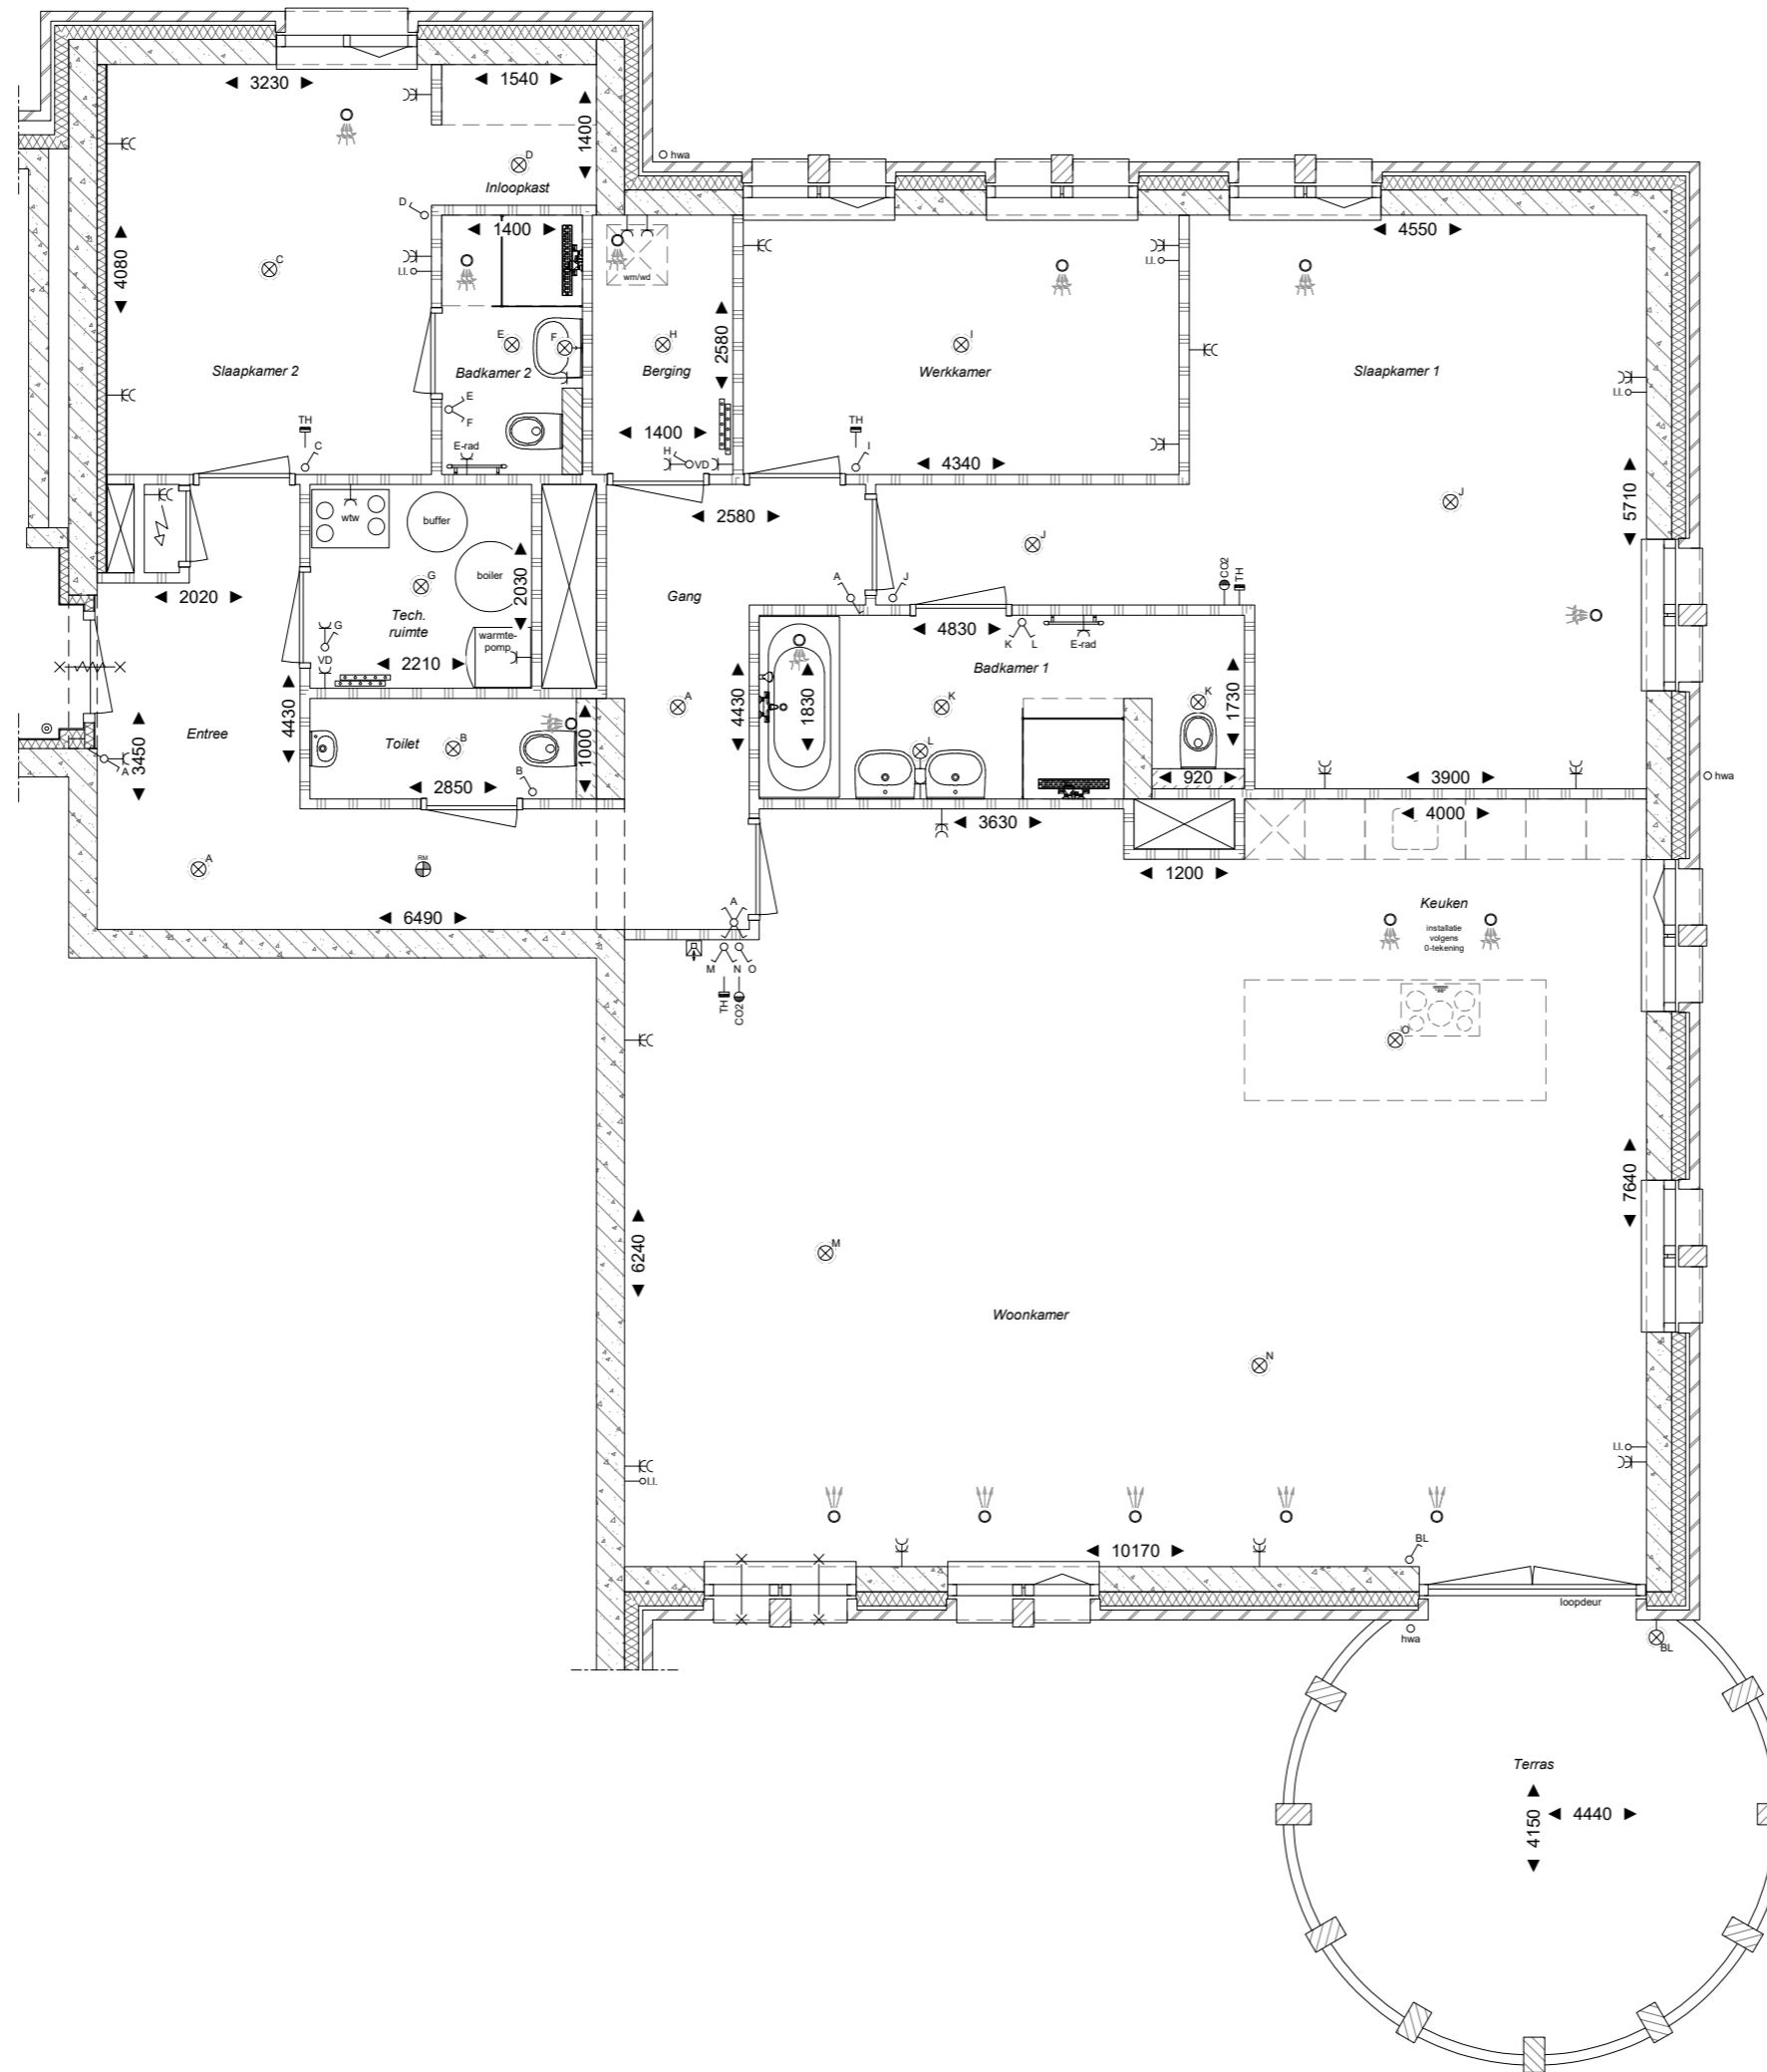 3230
1540
1400
hwa
D
Inloopkast
D
1400
4550
C
4080
I.I.
wm/wd
I.I.
E
F
H
2580
I
Slaapkamer 2
Badkamer 2
Berging
Werkkamer
Slaapkamer 1
I.I.
E
F
TH
C
E-rad
1400
H
VD
TH
I
4340
J
5710
wtw
buffer
2580
J
boiler
2030
G
A
J
CO2
TH
2020
Gang
Tech.
ruimte
G
VD
2210
warmte-
pomp
4830
K
L
E-rad
Badkamer 1
4430
A
4430
1830
K
K
1730
Entree
3450
A
Toilet
B
1000
L
2850
B
920
3900
hwa
3630
4000
1200
A
RM
6490
A
Keuken
installatie
volgens
0-tekening
M
N
O
TH
CO2
O
7640
6240
M
Woonkamer
N
I.I.
I.I.
10170
BL
loopdeur
hwa
BL
Terras
4150
4440